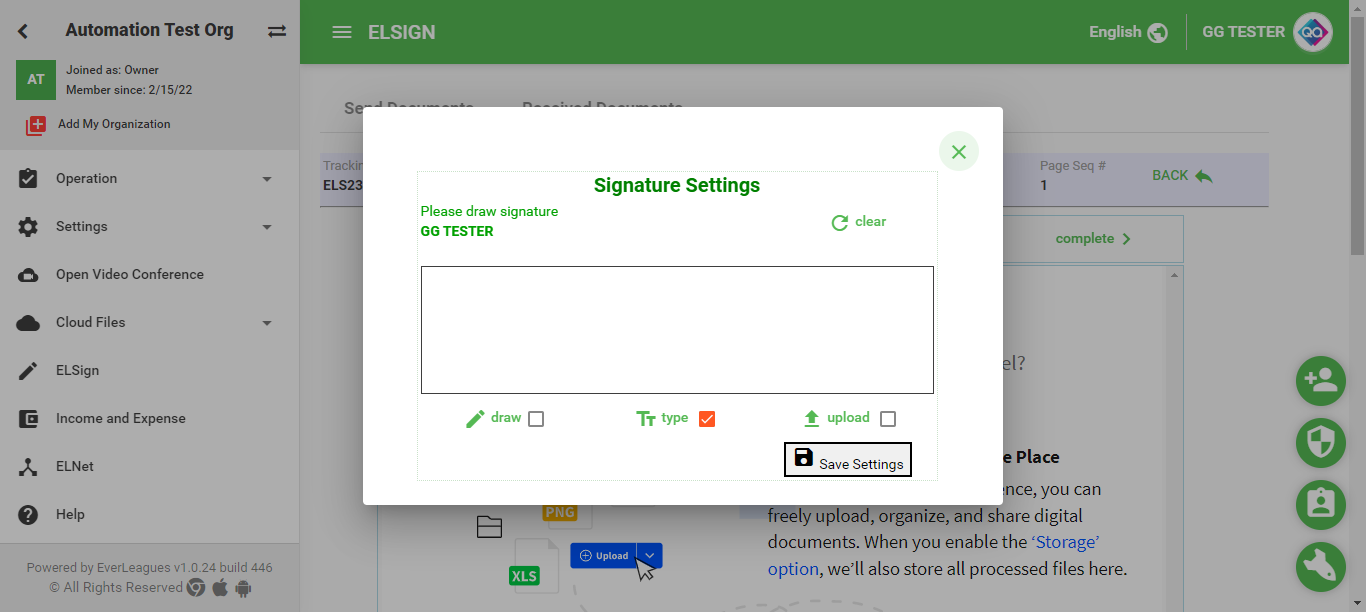 Automation Test Org
AT
Joined as: Owner
Member since: 2/15/22
Add My Organization
Operation
Settings
Open Video Conference
Cloud Files
ELSign
Income and Expense
ELNet
Help
Powered by EverLeagues v1.0.24 build 446
© All Rights Reserved
ELSIGN
English
GG TESTER
QA
Send Documents
Received Documents
ELS23
Page Seq #
1
BACK
complete
Signature Settings
Please draw signature
GG TESTER
clear
draw
type
upload
Save Settings
el?
e Place
nce, you can
freely upload, organize, and share digital
documents. When you enable the ‘Storage’
option, we’ll also store all processed files here.
PNG
Upload
XLS